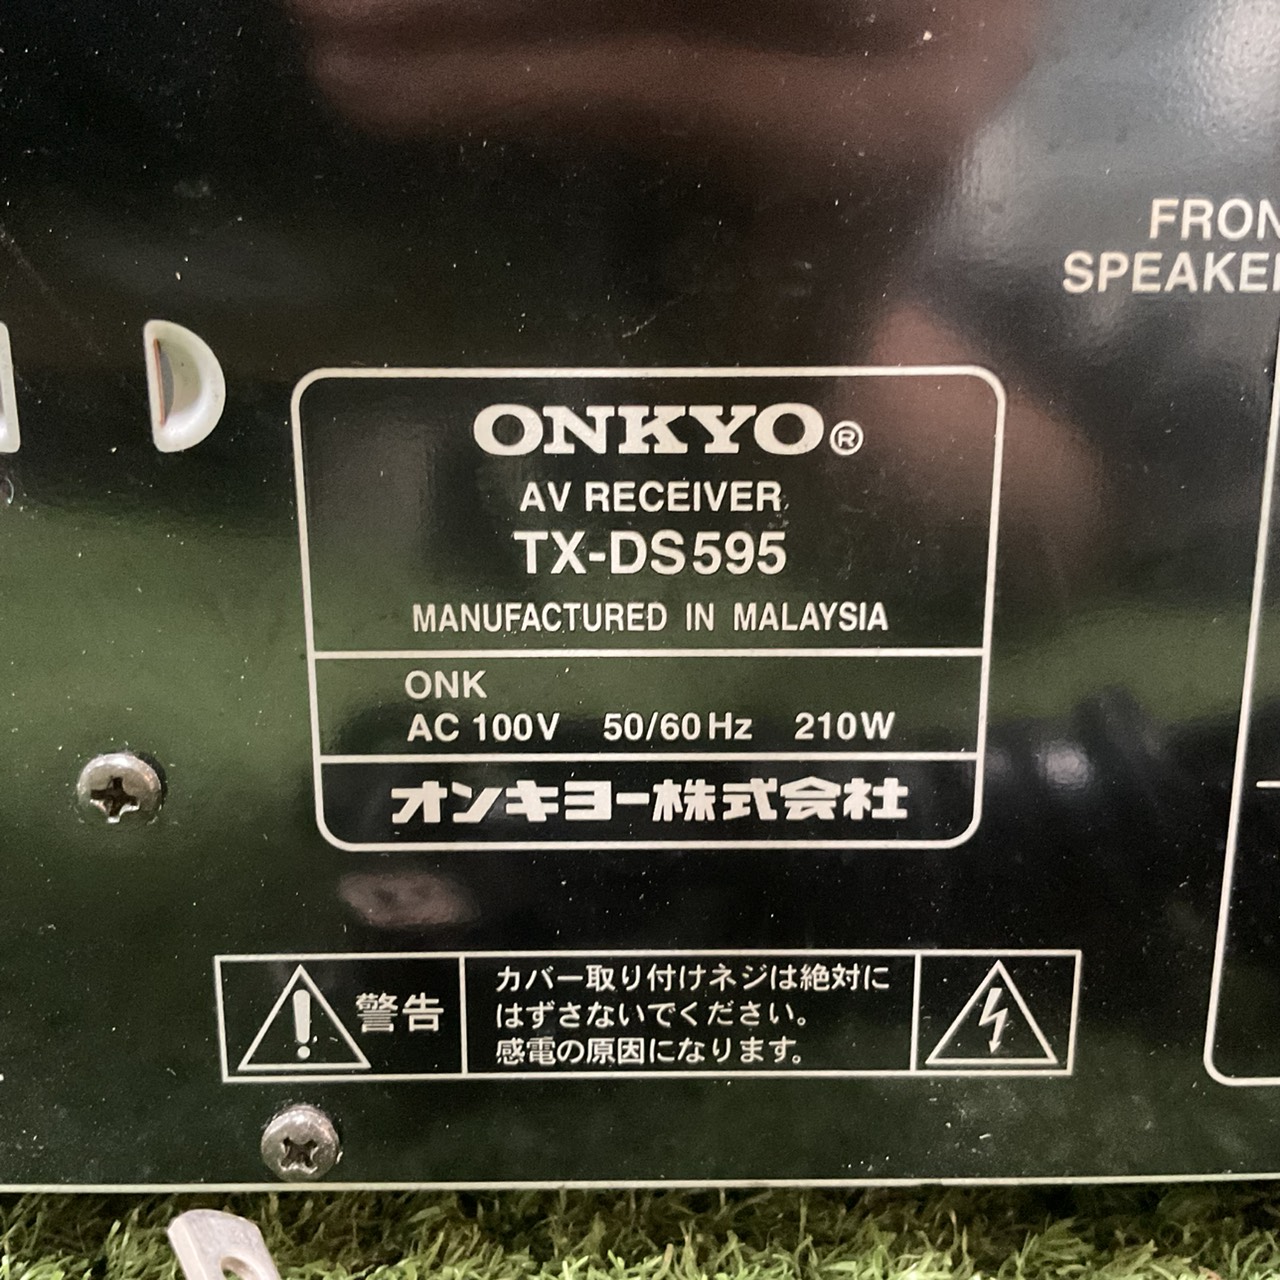 FRON
SPEAKE
ONKYO®
AV RECEIVER
TX-DS595
MANUFACTURED IN MALAYSIA
ONK
AC 100V 50/60Hz 210W
オンキヨー株式会社
警告
カバー取り付けネジは絶対に
はずさないでください。
感電の原因になります。